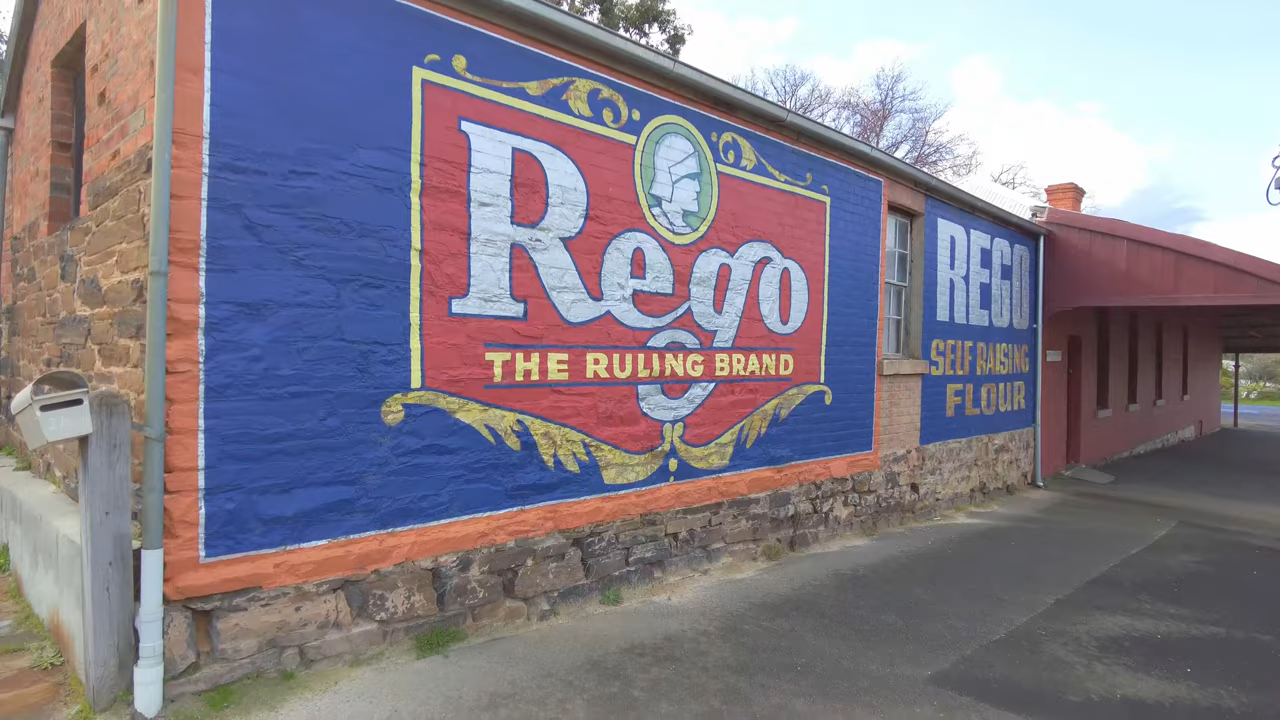 Rego
THE RULING BRAND
REGO
SELF RAISING
FLOUR